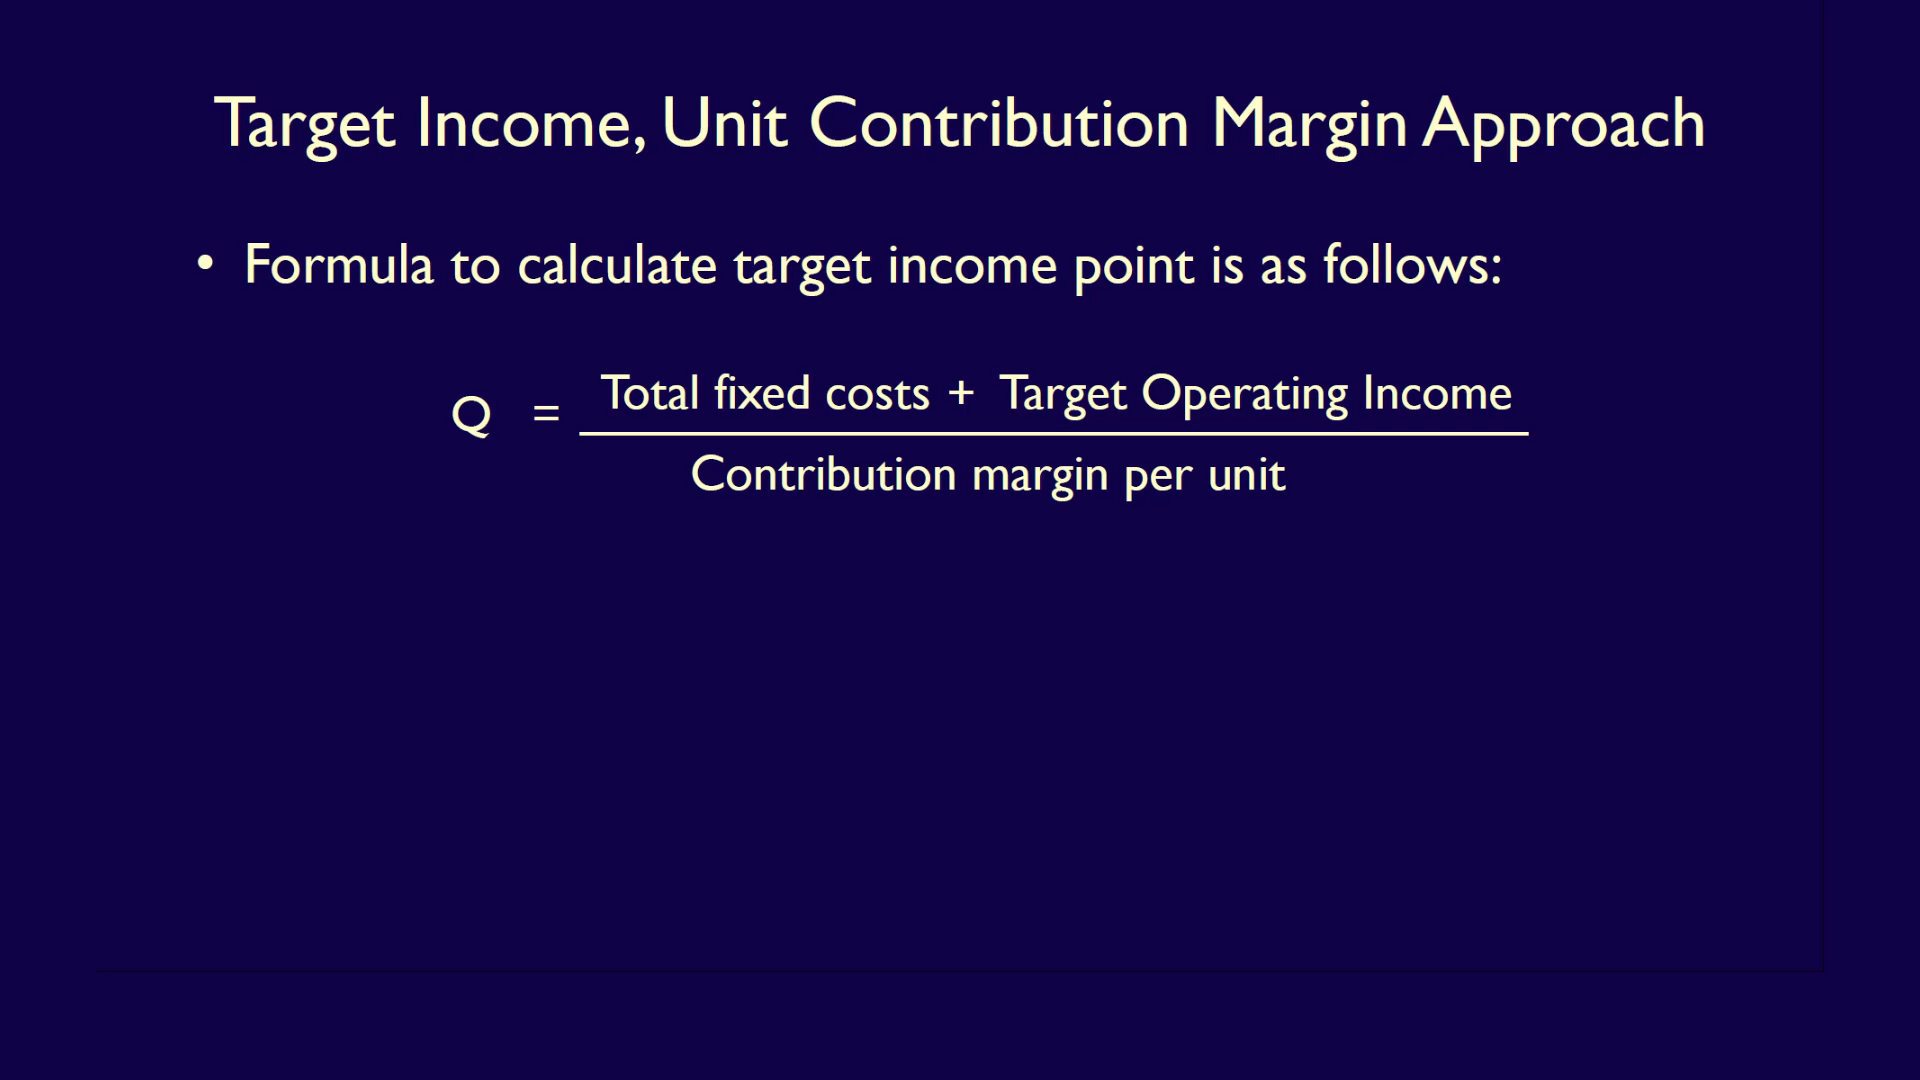 Target Income, Unit Contribution Margin Approach
• Formula to calculate target income point is as follows:
Q = Total fixed costs + Target Operating Income
Contribution margin per unit